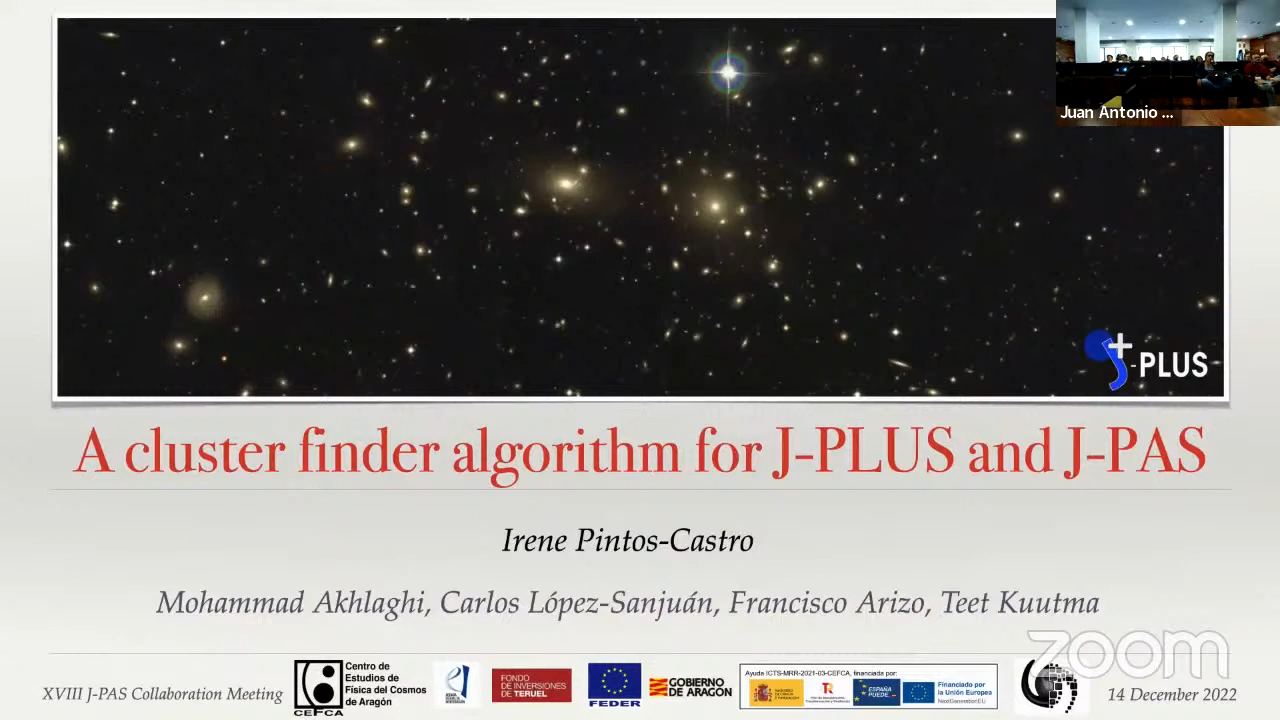 Juan Antonio ...
J-PLUS
A cluster finder algorithm for J-PLUS and J-PAS
Irene Pintos-Castro
Mohammad Akhlaghi, Carlos López-Sanjuán, Francisco Arizo, Teet Kuutma
zoom
XVIII J-PAS Collaboration Meeting
CEFCA
Centro de
Estudios de
Física del Cosmos
de Aragón
FONDO
DE INVERSIONES
DE TERUEL
FEDER
GOBIERNO
DE ARAGON
Ayuda ICTS-MRR-2021-03-CEFCA, financiada por:
ESPAÑA
PUEDE
Financiado por
la Unión Europea
NextGenerationEU
14 December 2022